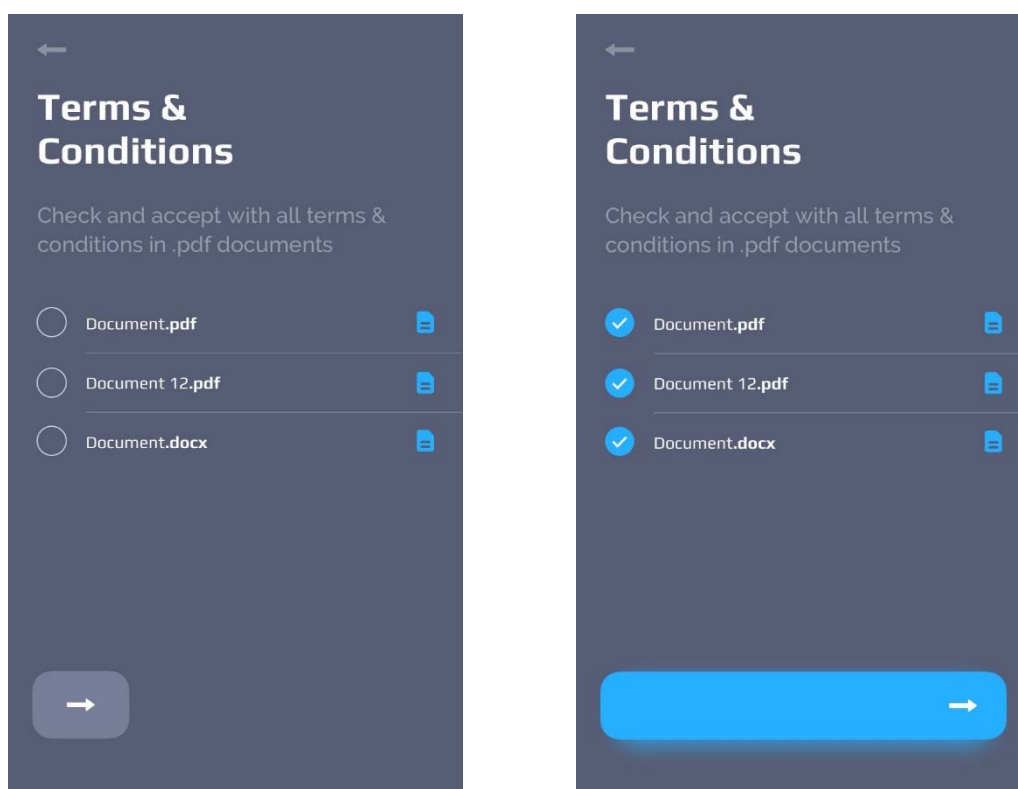 Terms &
Conditions
Check and accept with all terms &
conditions in .pdf documents
Document.pdf
Document 12.pdf
Document.docx
Terms &
Conditions
Check and accept with all terms &
conditions in .pdf documents
Document.pdf
Document 12.pdf
Document.docx